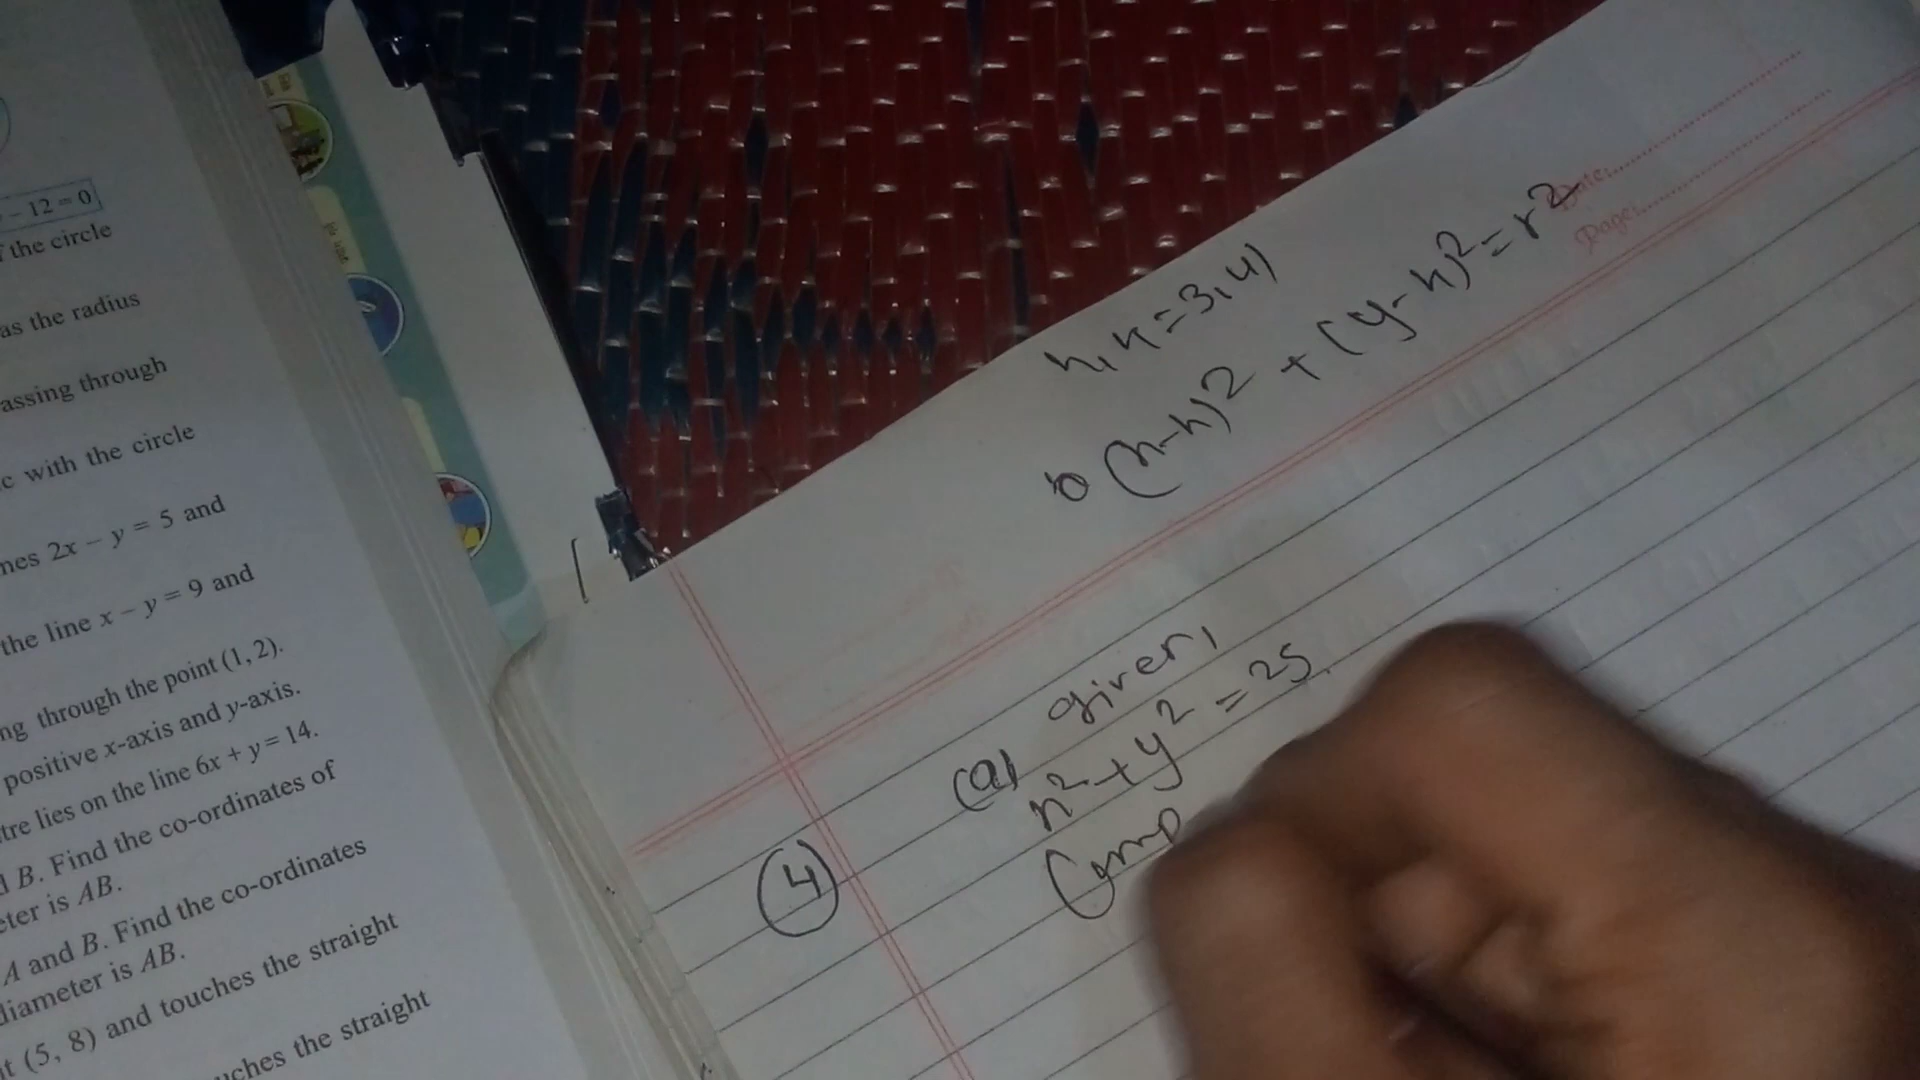 - 12 = 0
the circle
as the radius
assing through
c with the circle
nes 2x – y = 5 and
the line x – y = 9 and
ng through the point (1, 2).
positive x-axis and y-axis.
tre lies on the line 6x + y = 14.
B. Find the co-ordinates of
eter is AB.
A and B. Find the co-ordinates
diameter is AB.
t (5, 8) and touches the straight
uches the straight
h, k = 3, 4)
(x-h)2 + (y-k)2 = r2
Date:
Page:
(4)
(a) given,
x2 + y2 = 25
Comp